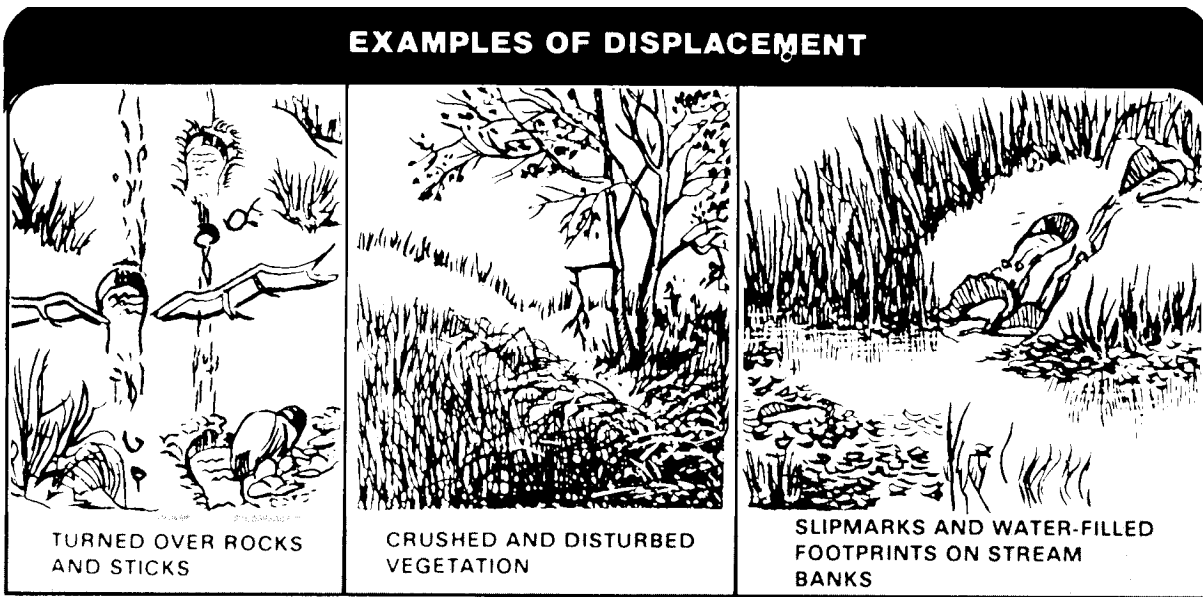 EXAMPLES OF DISPLACEMENT
TURNED OVER ROCKS
AND STICKS
CRUSHED AND DISTURBED
VEGETATION
SLIPMARKS AND WATER-FILLED
FOOTPRINTS ON STREAM
BANKS